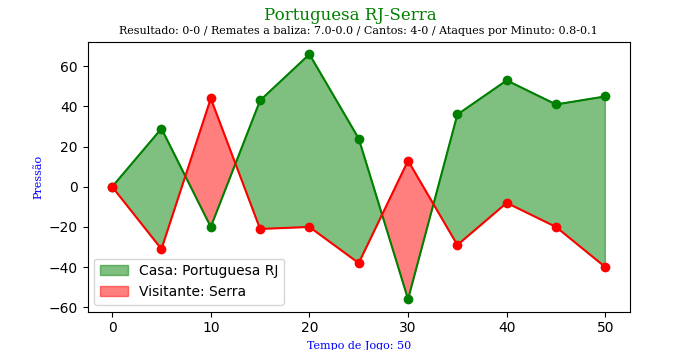 Portuguesa RJ-Serra
Resultado: 0-0 / Remates a baliza: 7.0-0.0 / Cantos: 4-0 / Ataques por Minuto: 0.8-0.1
60
40
20
0
−20
−40
−60
Pressão
Casa: Portuguesa RJ
Visitante: Serra
0 10 20 30 40 50
Tempo de Jogo: 50